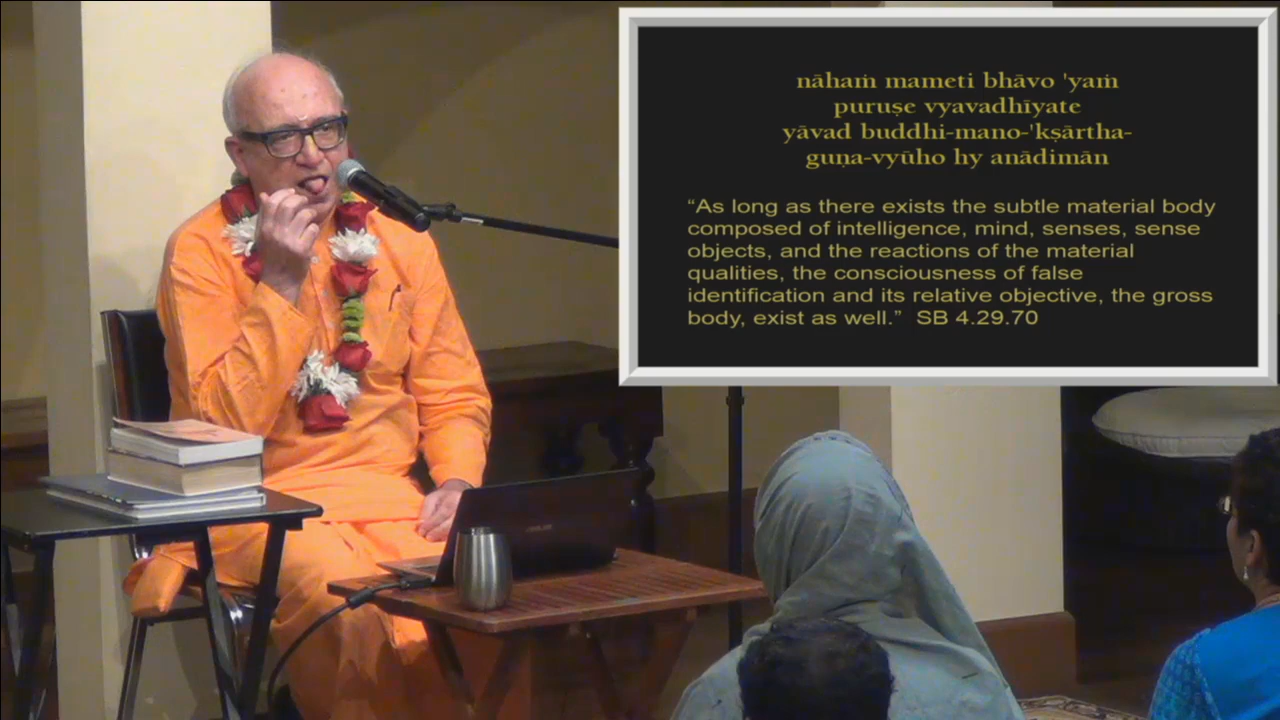 nāhaṁ mameti bhāvo 'yaṁ
puruṣe vyavadhīyate
yāvad buddhi-mano-'kṣārtha-
guṇa-vyūho hy anādimān
“As long as there exists the subtle material body
composed of intelligence, mind, senses, sense
objects, and the reactions of the material
qualities, the consciousness of false
identification and its relative objective, the gross
body, exist as well.”  SB 4.29.70